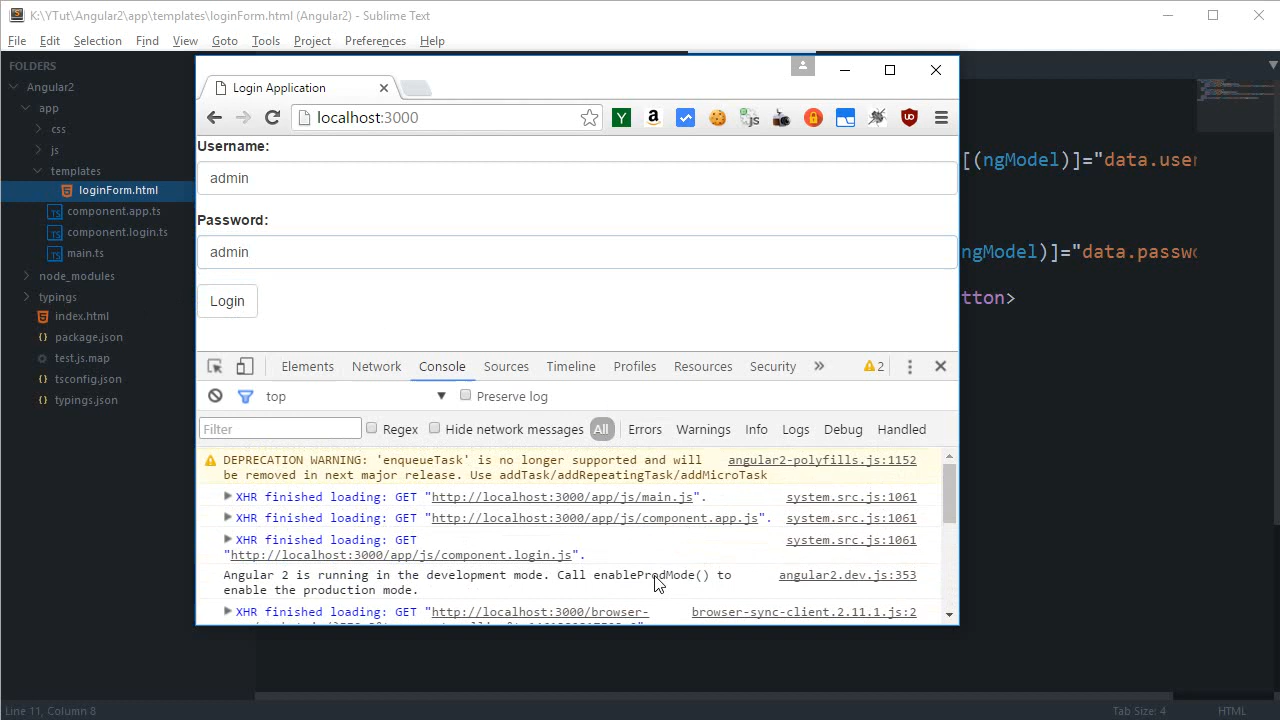 K:\YTut\Angular2\app\templates\loginForm.html (Angular2) - Sublime Text
File Edit Selection Find View Goto Tools Project Preferences Help
FOLDERS
Angular2
app
css
js
templates
loginForm.html
component.app.ts
component.login.ts
main.ts
node_modules
typings
index.html
package.json
test.js.map
tsconfig.json
typings.json
[(ngModel)]="data.user
ngModel)]="data.passw
tton>
Login Application
localhost:3000
Username:
admin
Password:
admin
Login
Elements Network Console Sources Timeline Profiles Resources Security » 2
top Preserve log
Filter Regex Hide network messages All Errors Warnings Info Logs Debug Handled
DEPRECATION WARNING: 'enqueueTask' is no longer supported and will angular2-polyfills.js:1152
be removed in next major release. Use addTask/addRepeatingTask/addMicroTask
XHR finished loading: GET "http://localhost:3000/app/js/main.js". system.src.js:1061
XHR finished loading: GET "http://localhost:3000/app/js/component.app.js". system.src.js:1061
XHR finished loading: GET system.src.js:1061
"http://localhost:3000/app/js/component.login.js".
Angular 2 is running in the development mode. Call enableProdMode() to angular2.dev.js:353
enable the production mode.
XHR finished loading: GET "http://localhost:3000/browser- browser-sync-client.2.11.1.js:2
Line 11, Column 8 Tab Size: 4 HTML